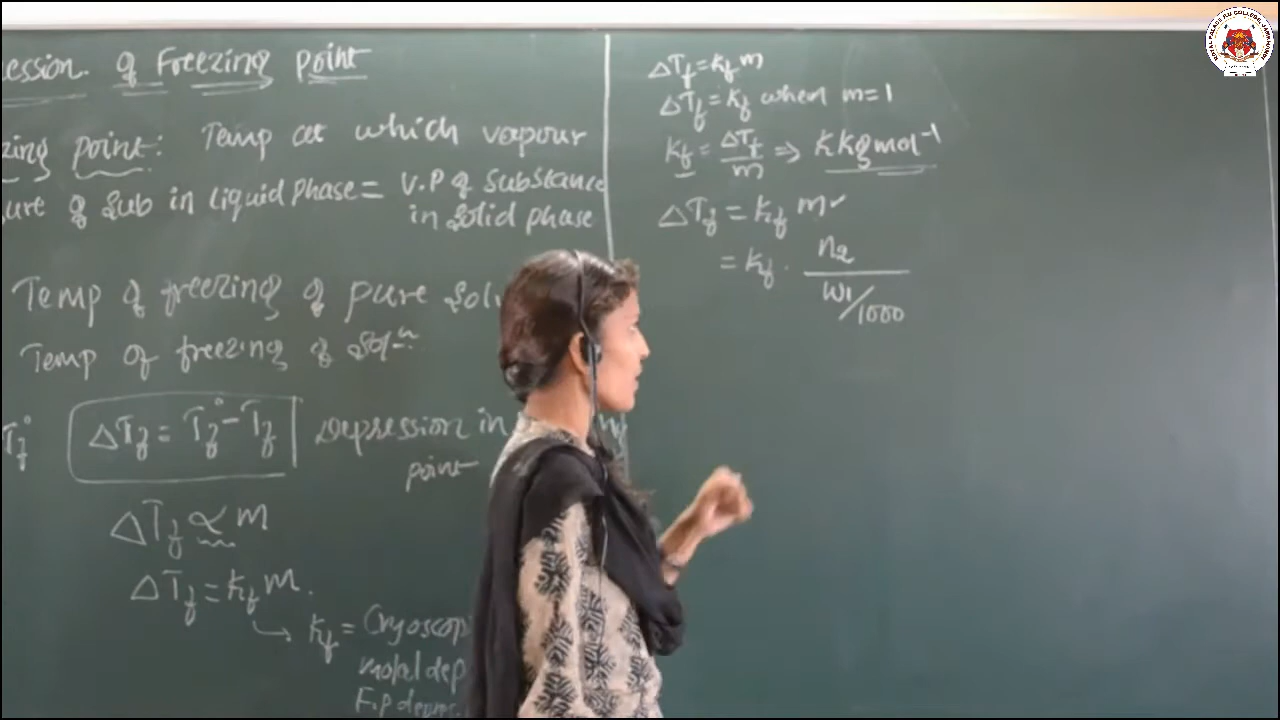 ession. of Freezing point
zing point: Temp at which vapour
ure of sub in liquid phase = V.P of substance
in solid phase
Temp of freezing of pure Sol
Temp of freezing of Solⁿ
T°f ΔTf = T°f - Tf Depression in
point
ΔTf ∝ m
ΔTf = kf m.
kf = Cryoscop
molal dep
F.p depres
ΔTf = kf m
ΔTf = kf when m=1
kf = ΔTf/m ⇒ k kg mol⁻¹
ΔTf = kf m
= kf . n2
w1/1000